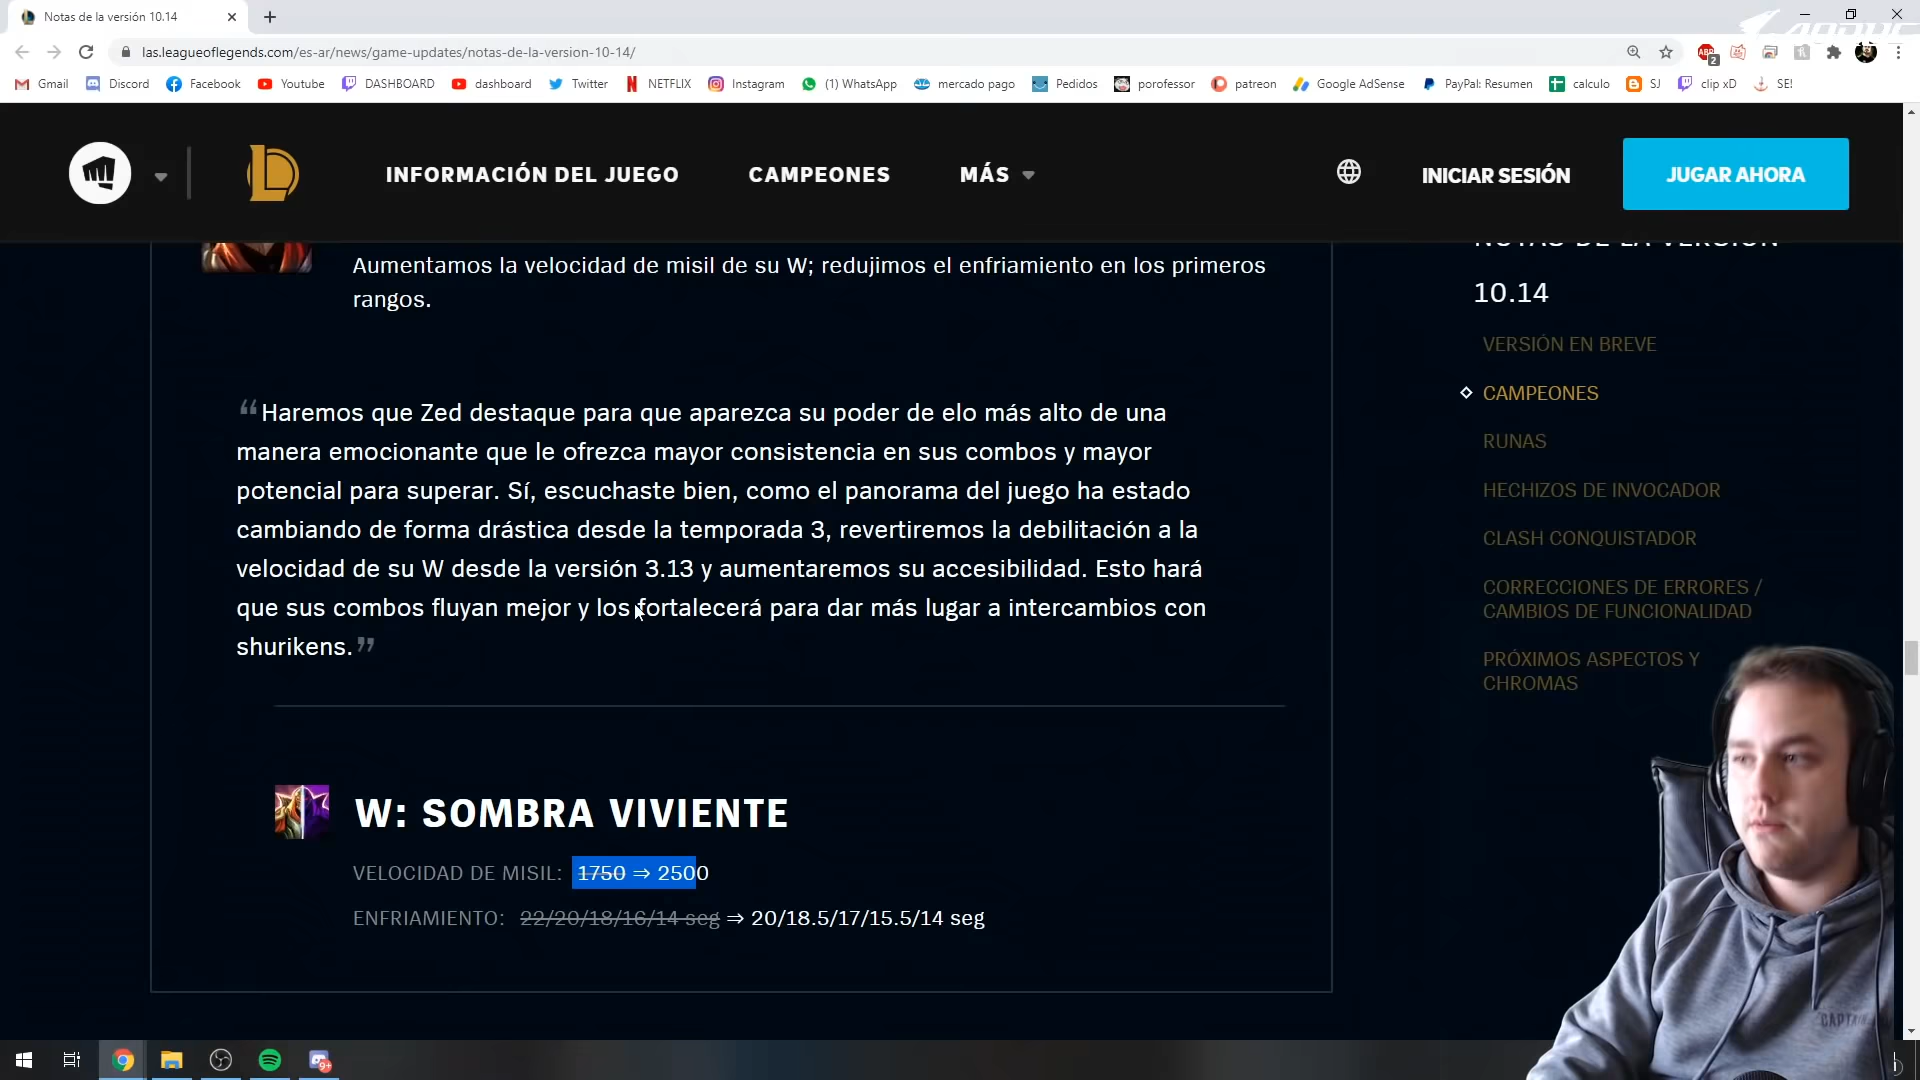 Notas de la versión 10.14
las.leagueoflegends.com/es-ar/news/game-updates/notas-de-la-version-10-14/
ABP
2
Gmail
Discord
Facebook
Youtube
DASHBOARD
dashboard
Twitter
NETFLIX
Instagram
(1) WhatsApp
mercado pago
Pedidos
porofessor
patreon
Google AdSense
PayPal: Resumen
calculo
SJ
clip xD
SE!
INFORMACIÓN DEL JUEGO
CAMPEONES
MÁS
INICIAR SESIÓN
JUGAR AHORA
Aumentamos la velocidad de misil de su W; redujimos el enfriamiento en los primeros
rangos.
“Haremos que Zed destaque para que aparezca su poder de elo más alto de una
manera emocionante que le ofrezca mayor consistencia en sus combos y mayor
potencial para superar. Sí, escuchaste bien, como el panorama del juego ha estado
cambiando de forma drástica desde la temporada 3, revertiremos la debilitación a la
velocidad de su W desde la versión 3.13 y aumentaremos su accesibilidad. Esto hará
que sus combos fluyan mejor y los fortalecerá para dar más lugar a intercambios con
shurikens.”
W: SOMBRA VIVIENTE
VELOCIDAD DE MISIL: 1750 ⇒ 2500
ENFRIAMIENTO: 22/20/18/16/14 seg ⇒ 20/18.5/17/15.5/14 seg
NOTAS DE LA VERSIÓN
10.14
VERSIÓN EN BREVE
CAMPEONES
RUNAS
HECHIZOS DE INVOCADOR
CLASH CONQUISTADOR
CORRECCIONES DE ERRORES /
CAMBIOS DE FUNCIONALIDAD
PRÓXIMOS ASPECTOS Y
CHROMAS
9+